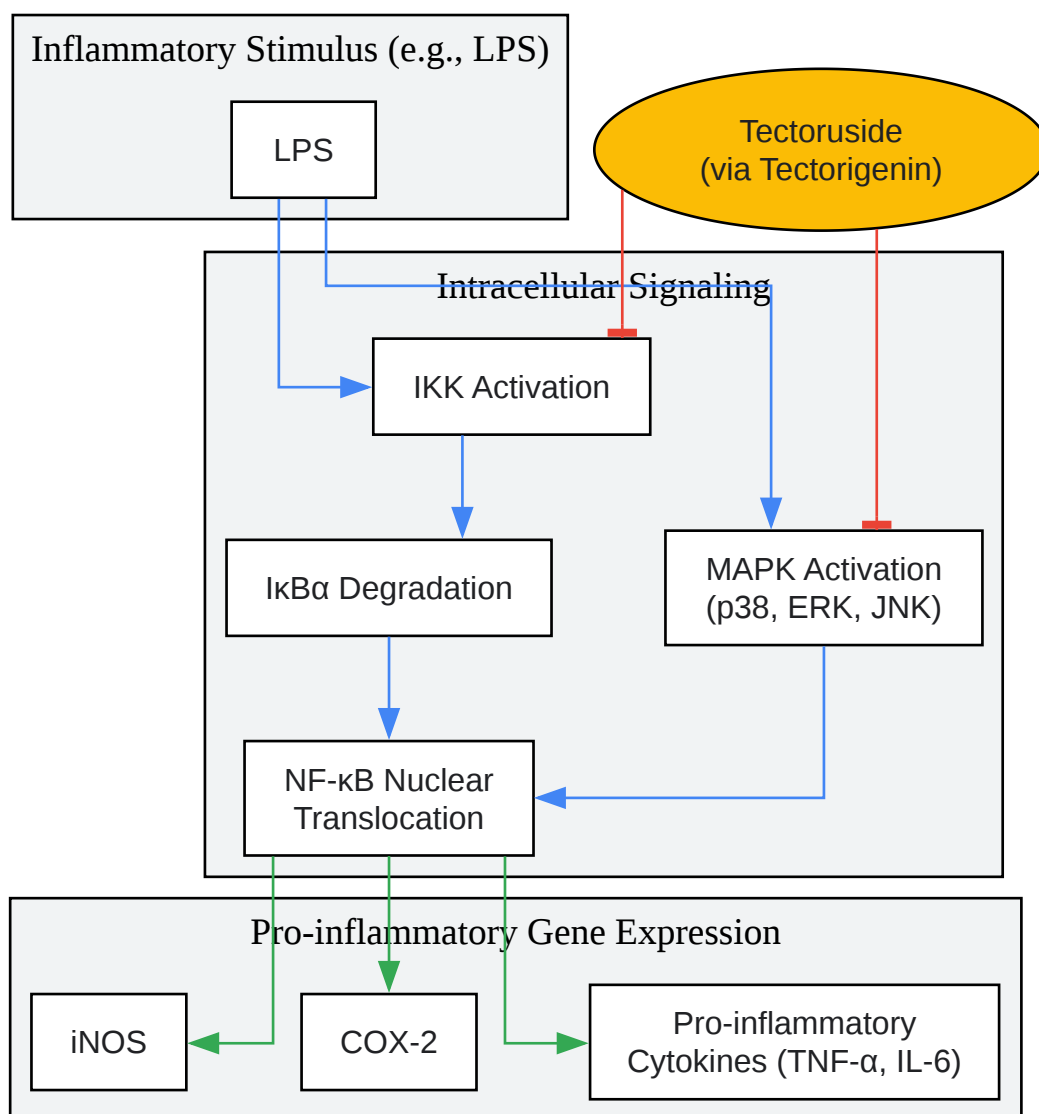 Inflammatory Stimulus (e.g., LPS)
LPS
Tectoruside
(via Tectorigenin)
Intracellular Signaling
IKK Activation
IκBα Degradation
MAPK Activation
(p38, ERK, JNK)
NF-κB Nuclear
Translocation
Pro-inflammatory Gene Expression
iNOS
COX-2
Pro-inflammatory
Cytokines (TNF-α, IL-6)